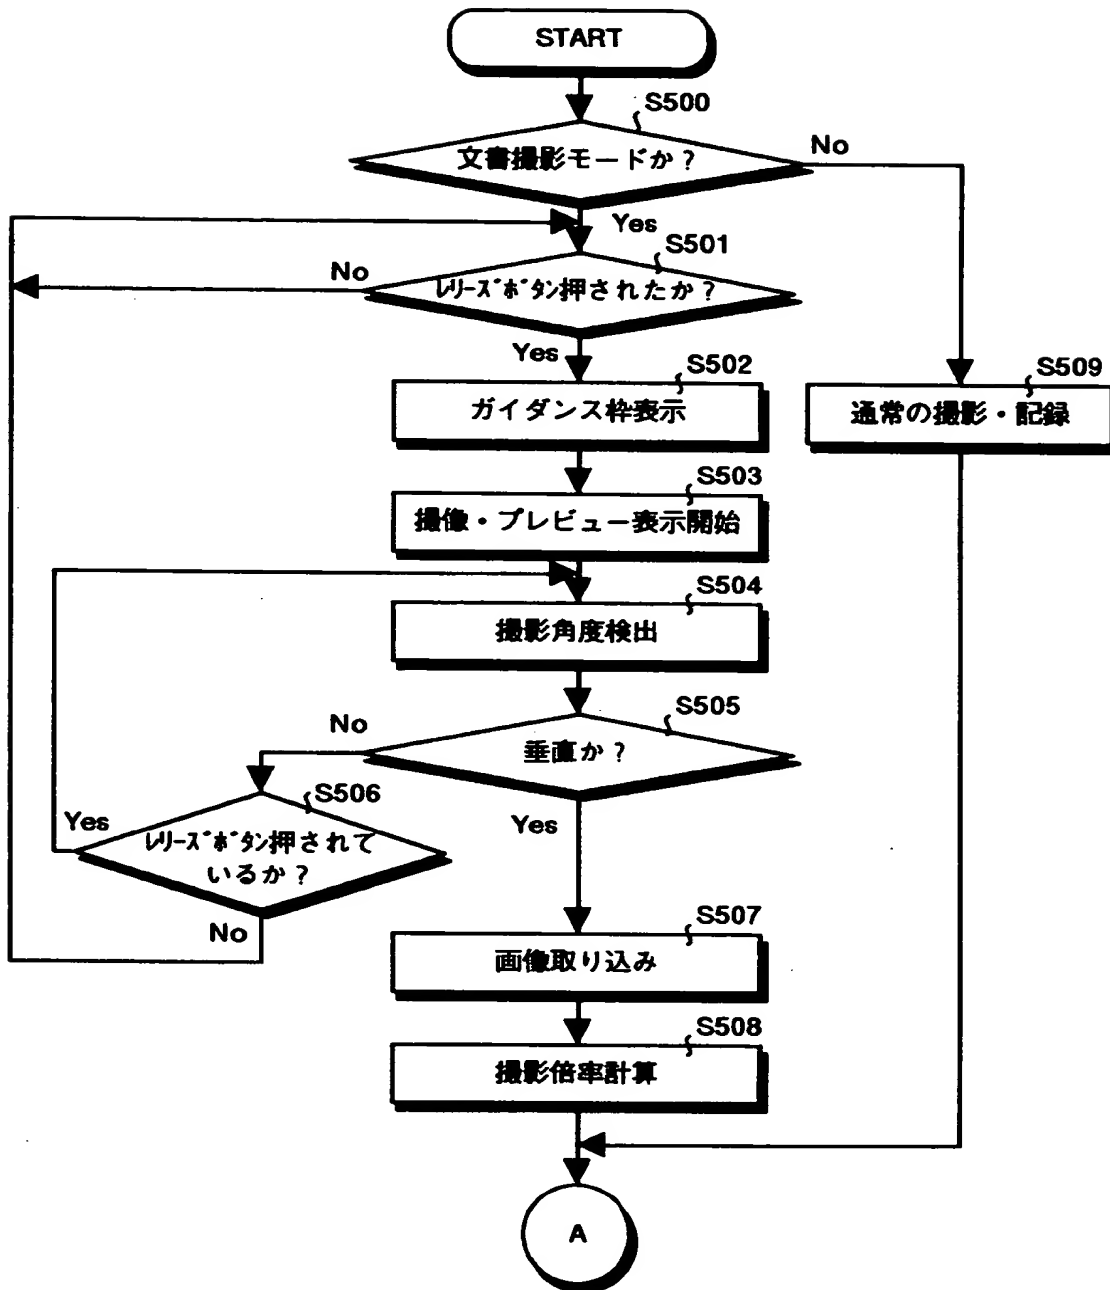 START
S500
文書撮影モードか？
No
Yes
S501
No
ﾚﾘｰｽﾞﾎﾞﾀﾝ押されたか？
Yes
S502
ガイダンス枠表示
S509
通常の撮影・記録
S503
撮像・プレビュー表示開始
S504
撮影角度検出
S505
No
垂直か？
S506
Yes
ﾚﾘｰｽﾞﾎﾞﾀﾝ押されて
いるか？
Yes
No
S507
画像取り込み
S508
撮影倍率計算
A